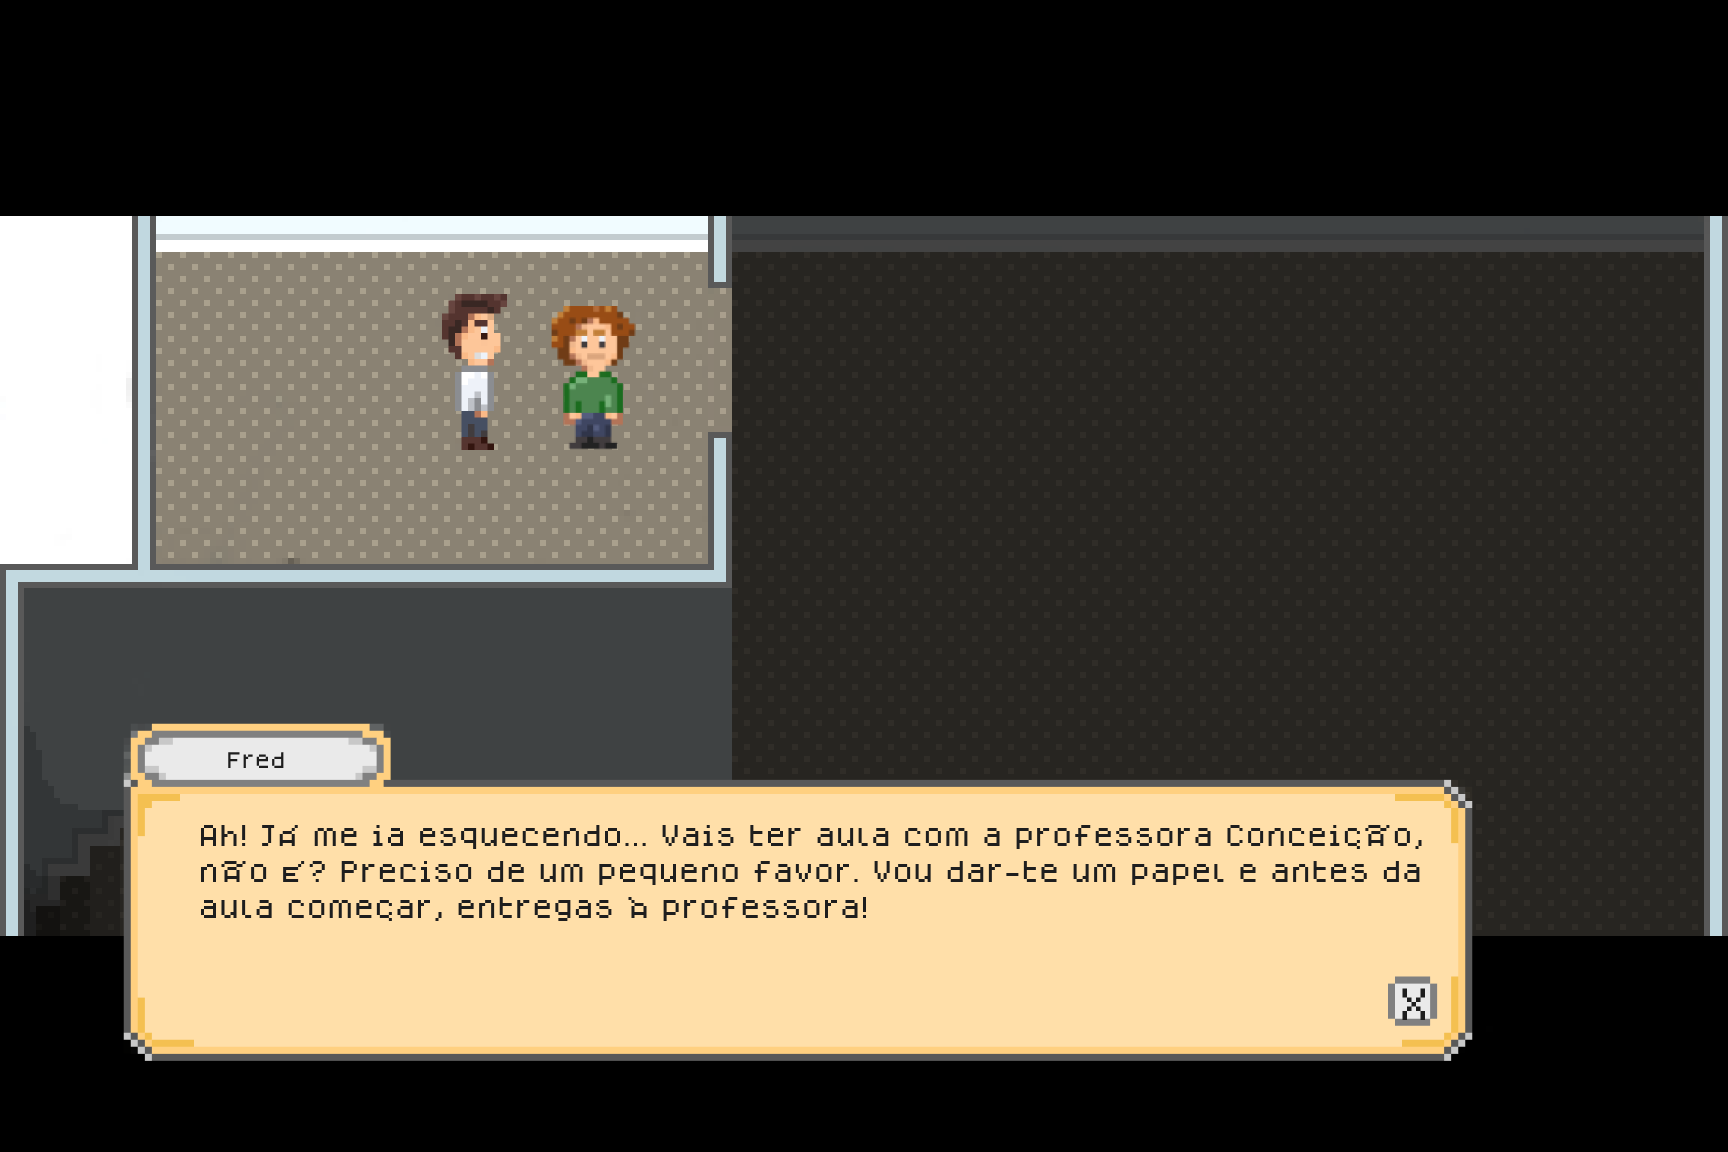 Fred
Ah! Já me ia esquecendo... Vais ter aula com a professora Conceição,
não é? Preciso de um pequeno favor. Vou dar-te um papel e antes da
aula começar, entregas à professora!
X